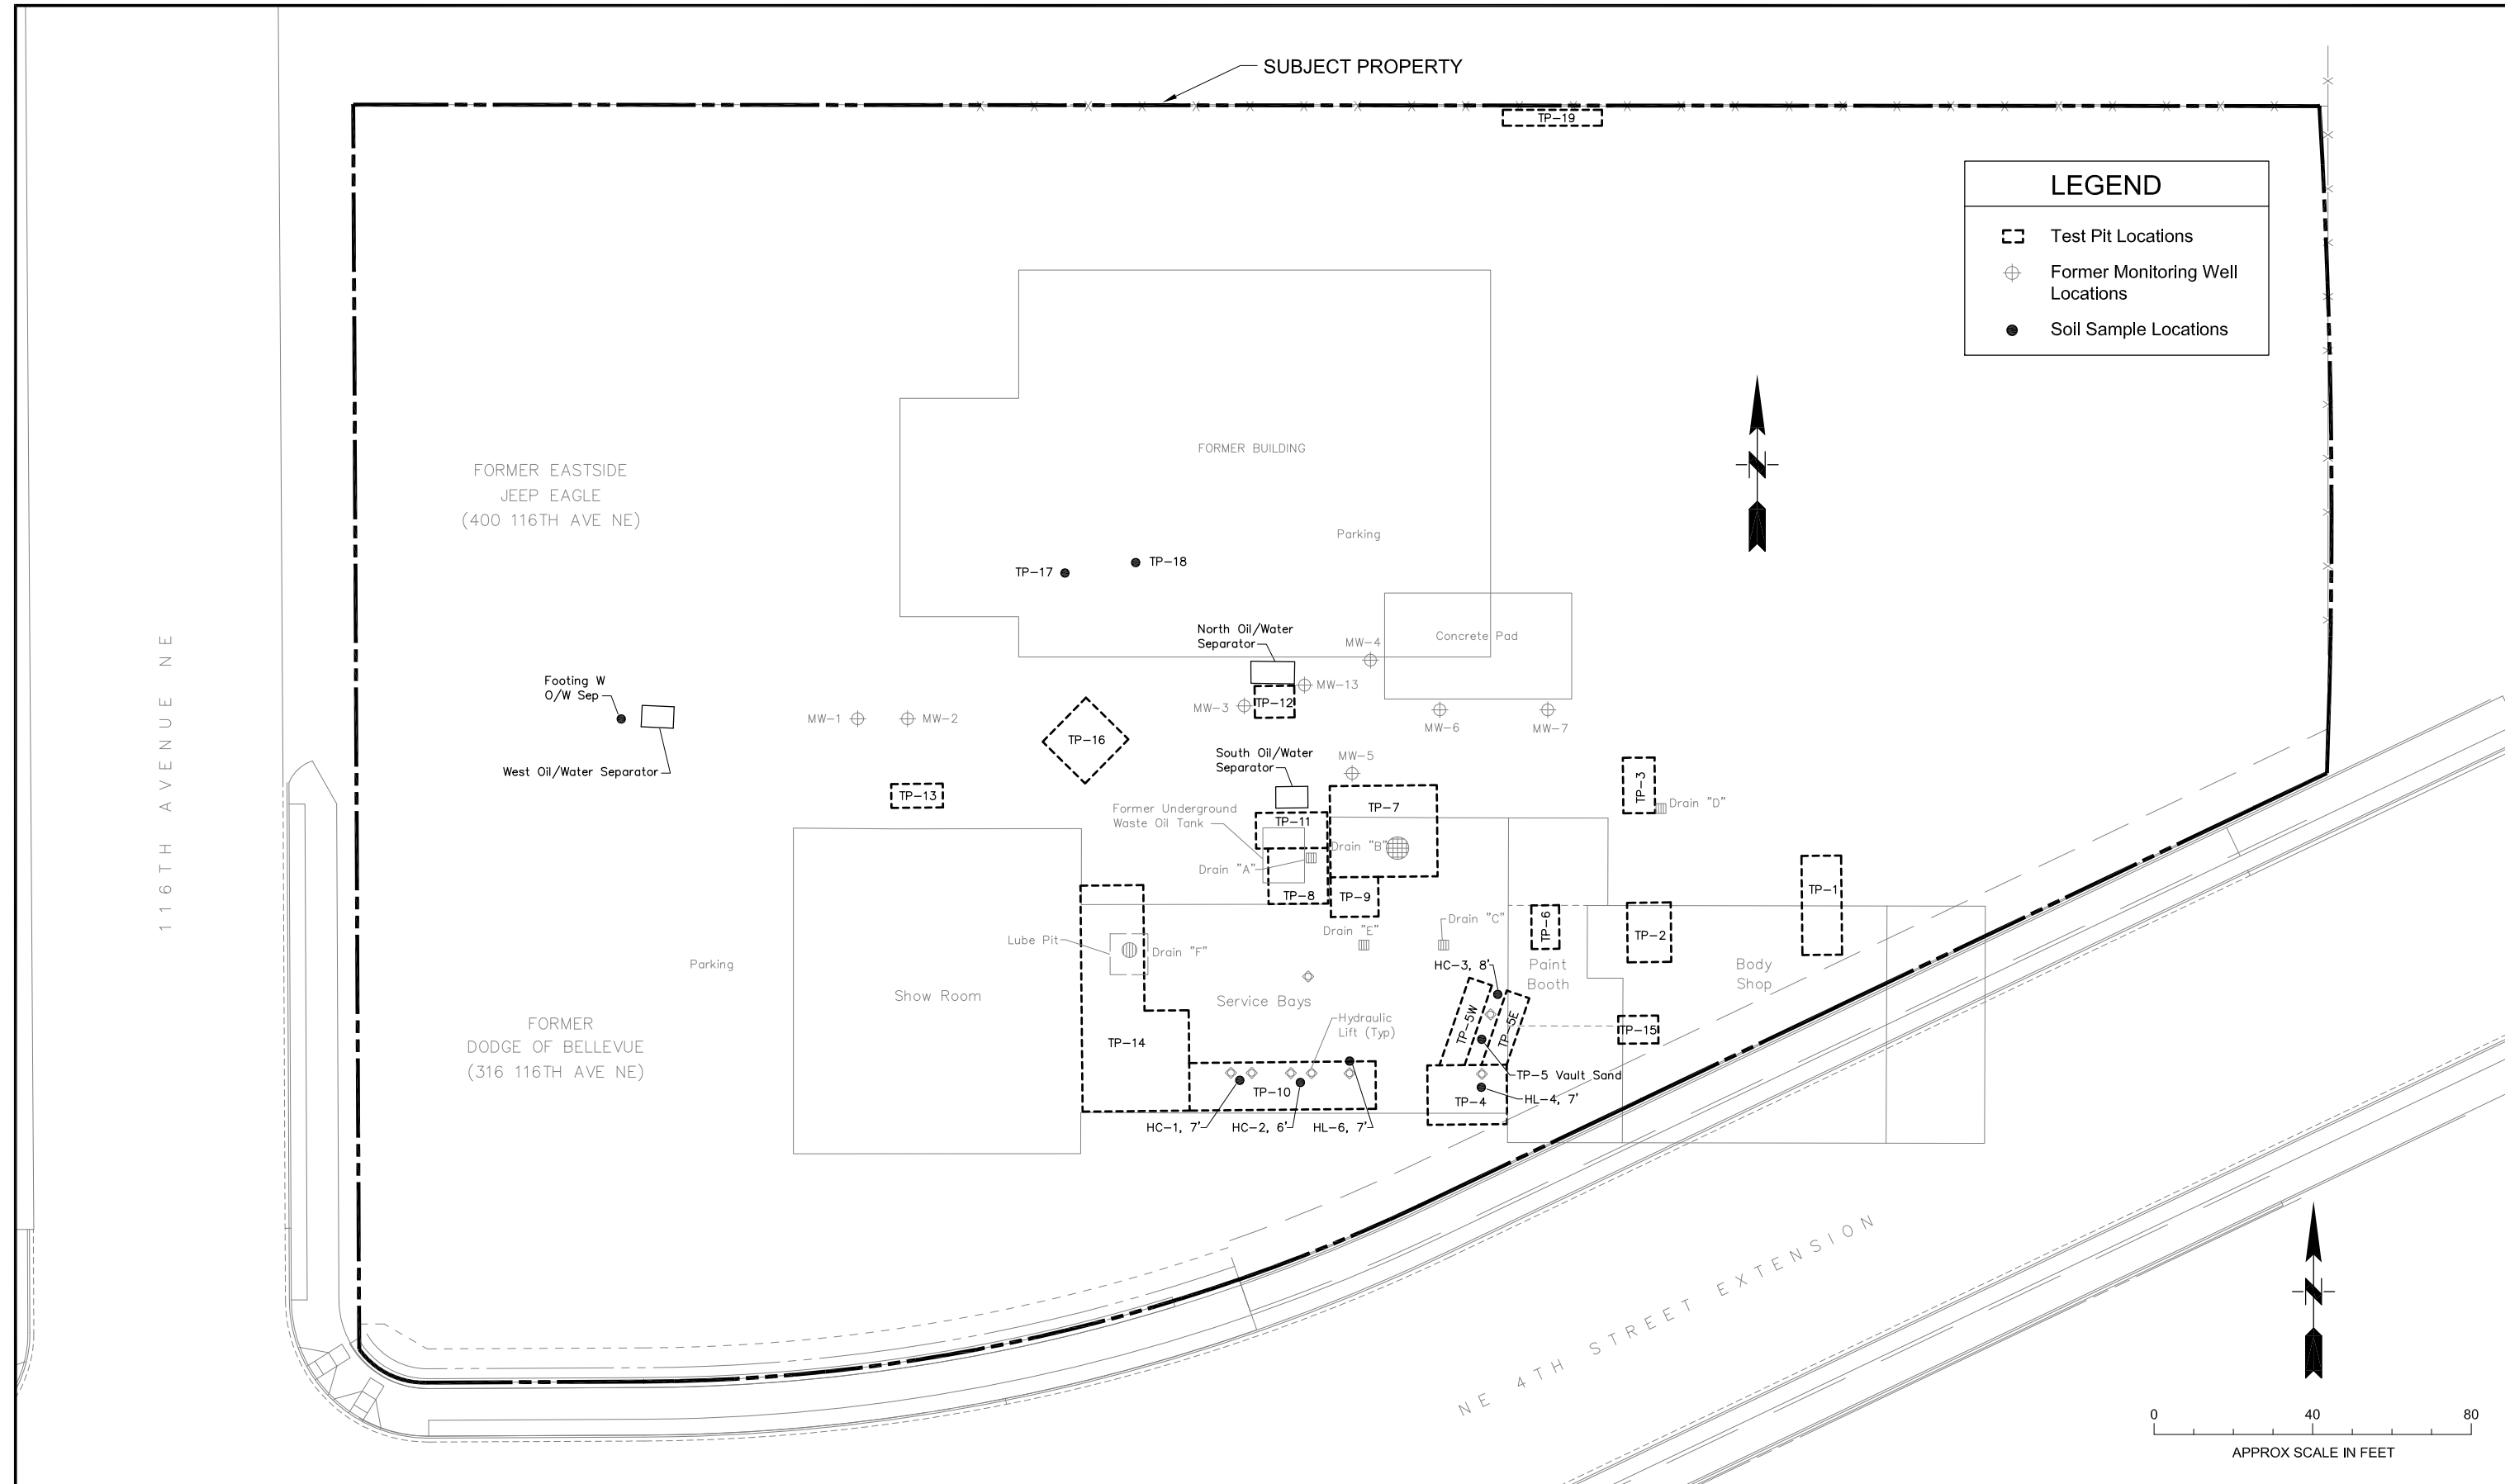 SUBJECT PROPERTY
TP-19
LEGEND
Test Pit Locations
Former Monitoring Well
Locations
Soil Sample Locations
N
FORMER BUILDING
FORMER EASTSIDE
JEEP EAGLE
(400 116TH AVE NE)
Parking
TP-17
TP-18
116TH AVENUE NE
North Oil/Water
Separator
MW-4
Concrete Pad
Footing W
O/W Sep
MW-13
MW-3
TP-12
MW-1
MW-2
MW-6
MW-7
TP-16
West Oil/Water Separator
South Oil/Water
Separator
MW-5
TP-13
TP-3
Drain "D"
Former Underground
Waste Oil Tank
TP-11
TP-7
Drain "B"
Drain "A"
TP-8
TP-9
TP-1
Drain "C"
TP-6
TP-2
Drain "E"
Lube Pit
Drain "F"
Parking
HC-3, 8'
Paint
Booth
Body
Shop
Show Room
Service Bays
Hydraulic
Lift (Typ)
TP-5W
TP-5E
TP-15
FORMER
DODGE OF BELLEVUE
(316 116TH AVE NE)
TP-14
TP-5 Vault Sand
TP-10
TP-4
HL-4, 7'
HC-1, 7'
HC-2, 6'
HL-6, 7'
NE 4TH STREET EXTENSION
N
0 40 80
APPROX SCALE IN FEET